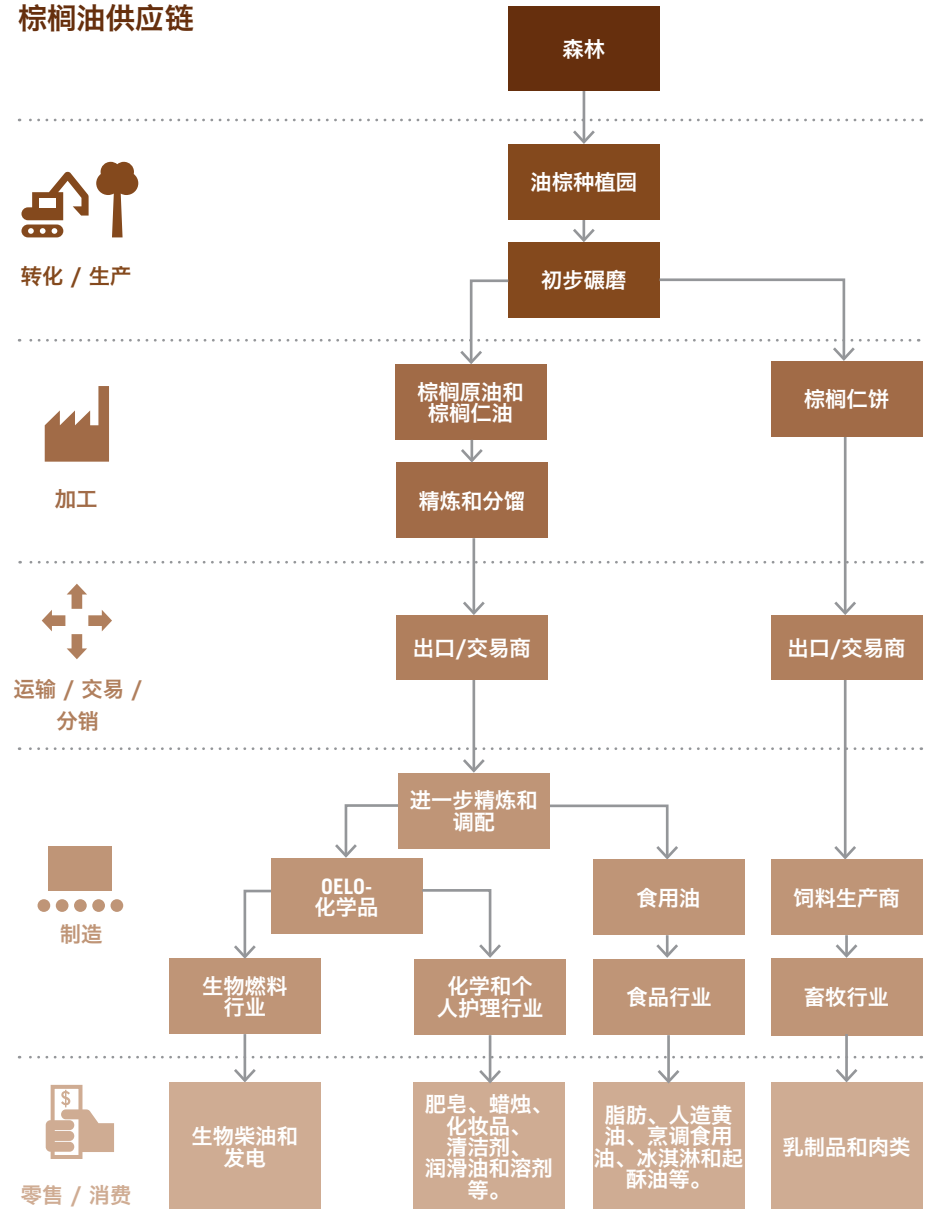 棕榈油供应链
森林
油棕种植园
初步碾磨
转化 / 生产
棕榈原油和
棕榈仁油
棕榈仁饼
精炼和分馏
加工
出口/交易商
出口/交易商
运输 / 交易 /
分销
进一步精炼和
调配
OELO-
化学品
食用油
饲料生产商
制造
生物燃料
行业
化学和个
人护理行业
食品行业
畜牧行业
$
生物柴油和
发电
肥皂、蜡烛、
化妆品、
清洁剂、
润滑油和溶剂
等。
脂肪、人造黄
油、烹调食用
油、冰淇淋和起
酥油等。
乳制品和肉类
零售 / 消费